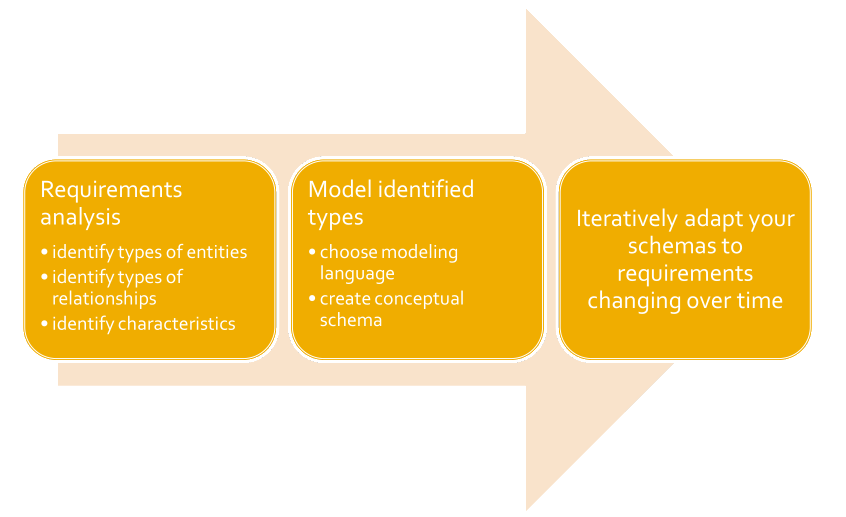 Requirements
analysis
• identify types of entities
• identify types of
relationships
• identify characteristics
Model identified
types
• choose modeling
language
• create conceptual
schema
Iteratively adapt your
schemas to
requirements
changing over time